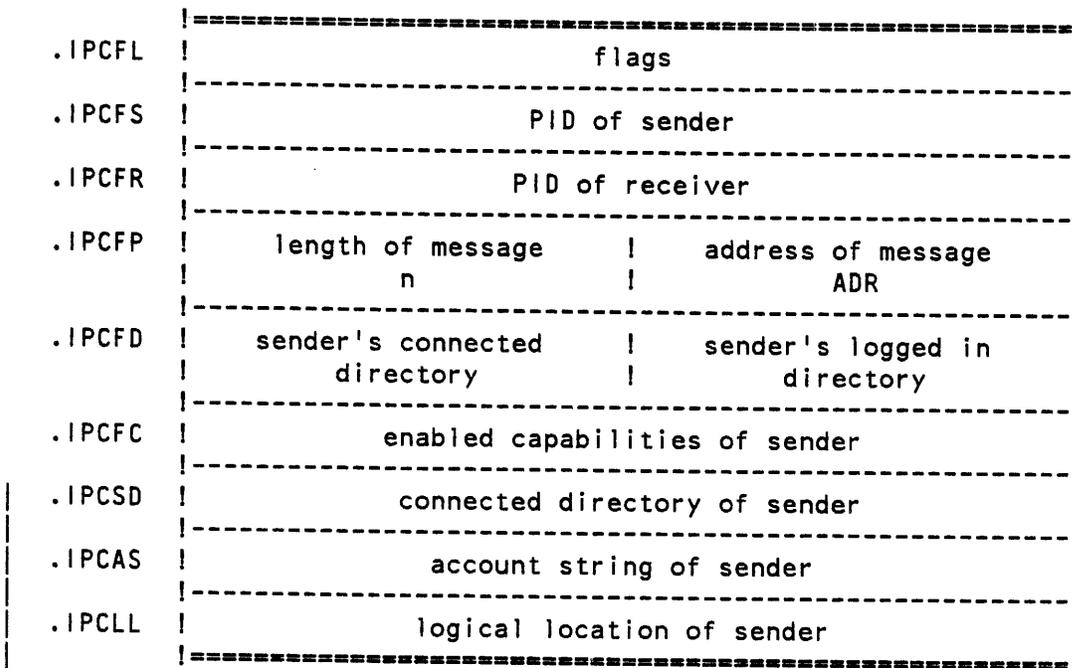 !=======================================================
.IPCFL ! flags
!-------------------------------------------------------
.IPCFS ! PID of sender
!-------------------------------------------------------
.IPCFR ! PID of receiver
!-------------------------------------------------------
.IPCFP ! length of message ! address of message
! n ! ADR
!-------------------------------------------------------
.IPCFD ! sender's connected ! sender's logged in
! directory ! directory
!-------------------------------------------------------
.IPCFC ! enabled capabilities of sender
!-------------------------------------------------------
.IPCSD ! connected directory of sender
!-------------------------------------------------------
.IPCAS ! account string of sender
!-------------------------------------------------------
.IPCLL ! logical location of sender
!=======================================================